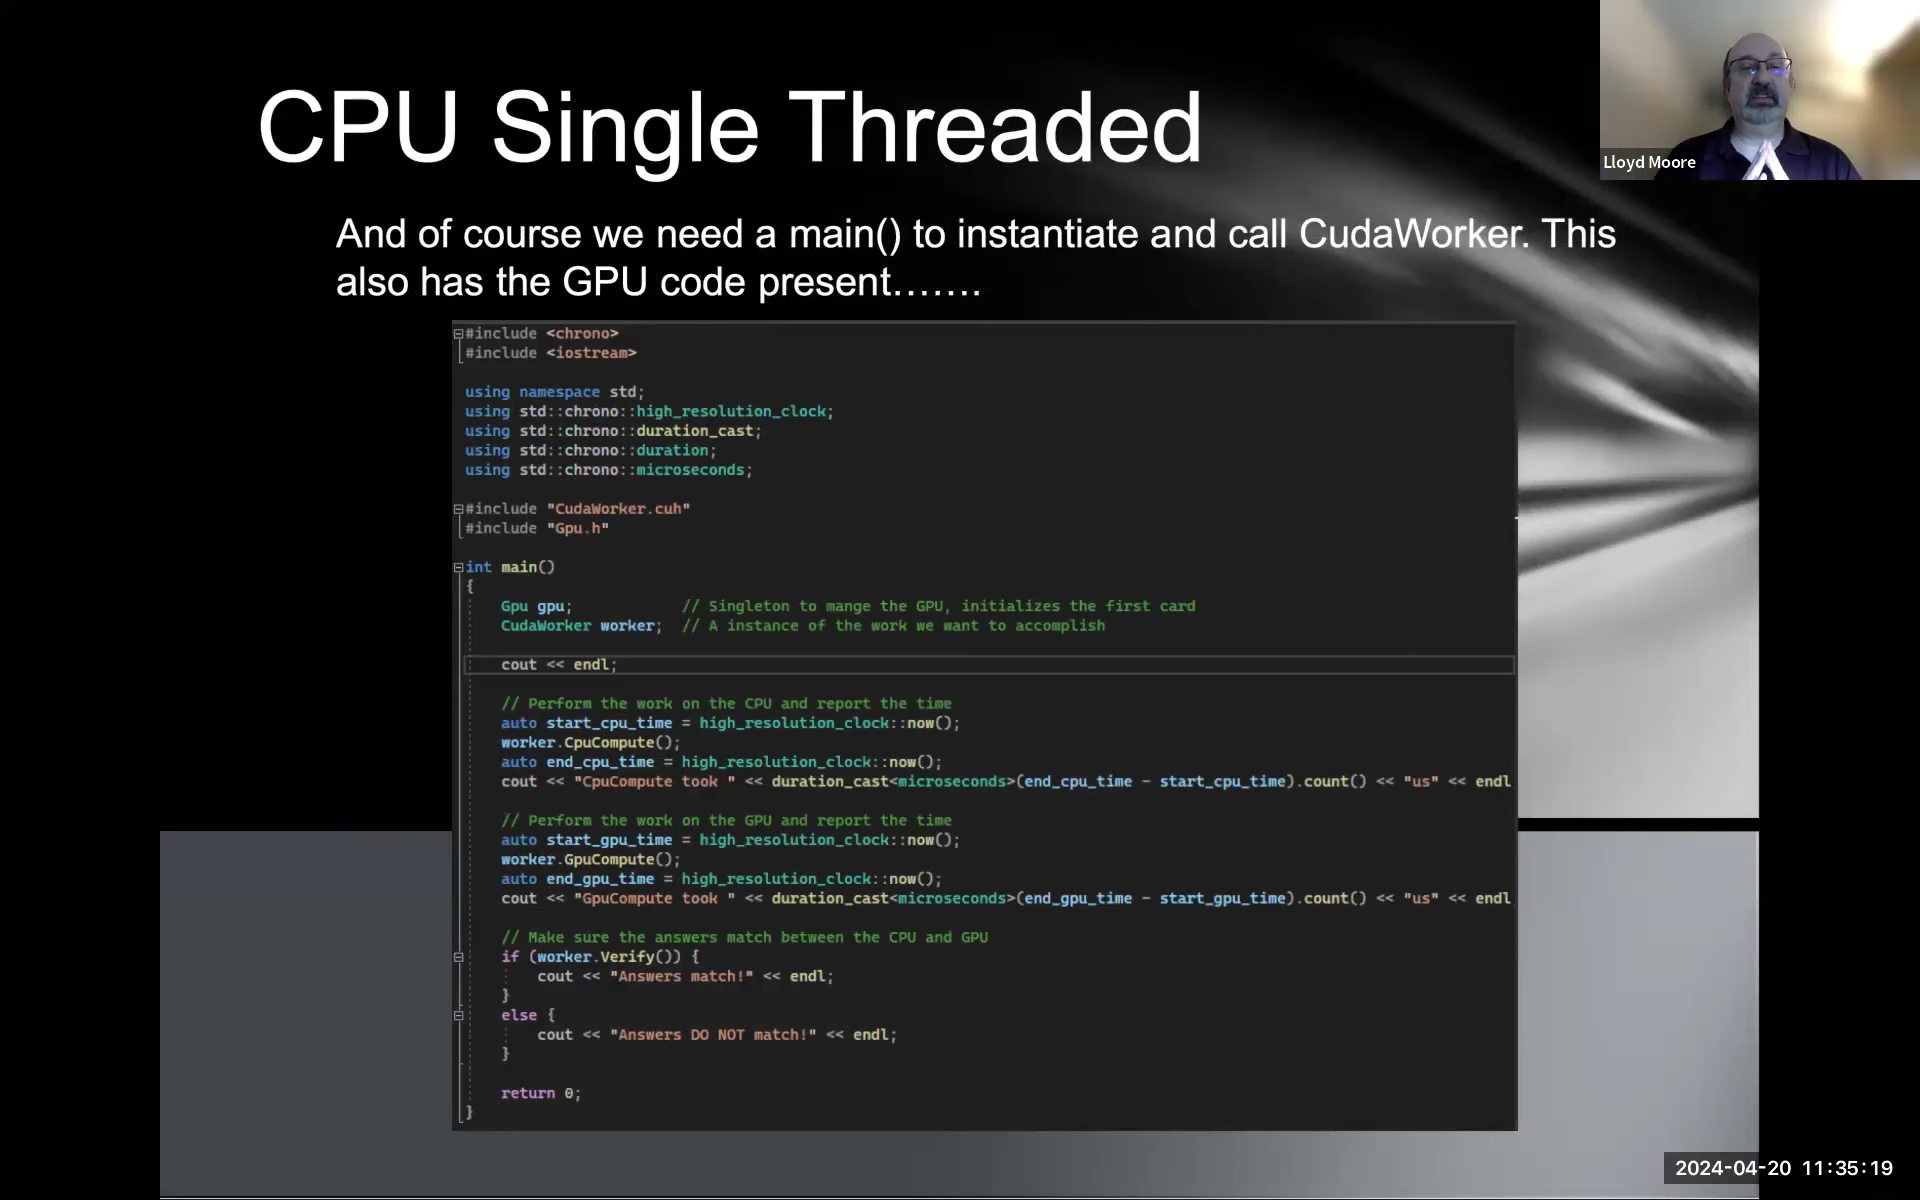 CPU Single Threaded
Lloyd Moore
And of course we need a main() to instantiate and call CudaWorker. This
also has the GPU code present.......
#include <chrono>
#include <iostream>
using namespace std;
using std::chrono::high_resolution_clock;
using std::chrono::duration_cast;
using std::chrono::duration;
using std::chrono::microseconds;
#include "CudaWorker.cuh"
#include "Gpu.h"
int main()
{
Gpu gpu; // Singleton to mange the GPU, initializes the first card
CudaWorker worker; // A instance of the work we want to accomplish
cout << endl;
// Perform the work on the CPU and report the time
auto start_cpu_time = high_resolution_clock::now();
worker.CpuCompute();
auto end_cpu_time = high_resolution_clock::now();
cout << "CpuCompute took " << duration_cast<microseconds>(end_cpu_time - start_cpu_time).count() << "us" << endl
// Perform the work on the GPU and report the time
auto start_gpu_time = high_resolution_clock::now();
worker.GpuCompute();
auto end_gpu_time = high_resolution_clock::now();
cout << "GpuCompute took " << duration_cast<microseconds>(end_gpu_time - start_gpu_time).count() << "us" << endl
// Make sure the answers match between the CPU and GPU
if (worker.Verify()) {
cout << "Answers match!" << endl;
}
else {
cout << "Answers DO NOT match!" << endl;
}
return 0;
}
2024-04-20 11:35:19